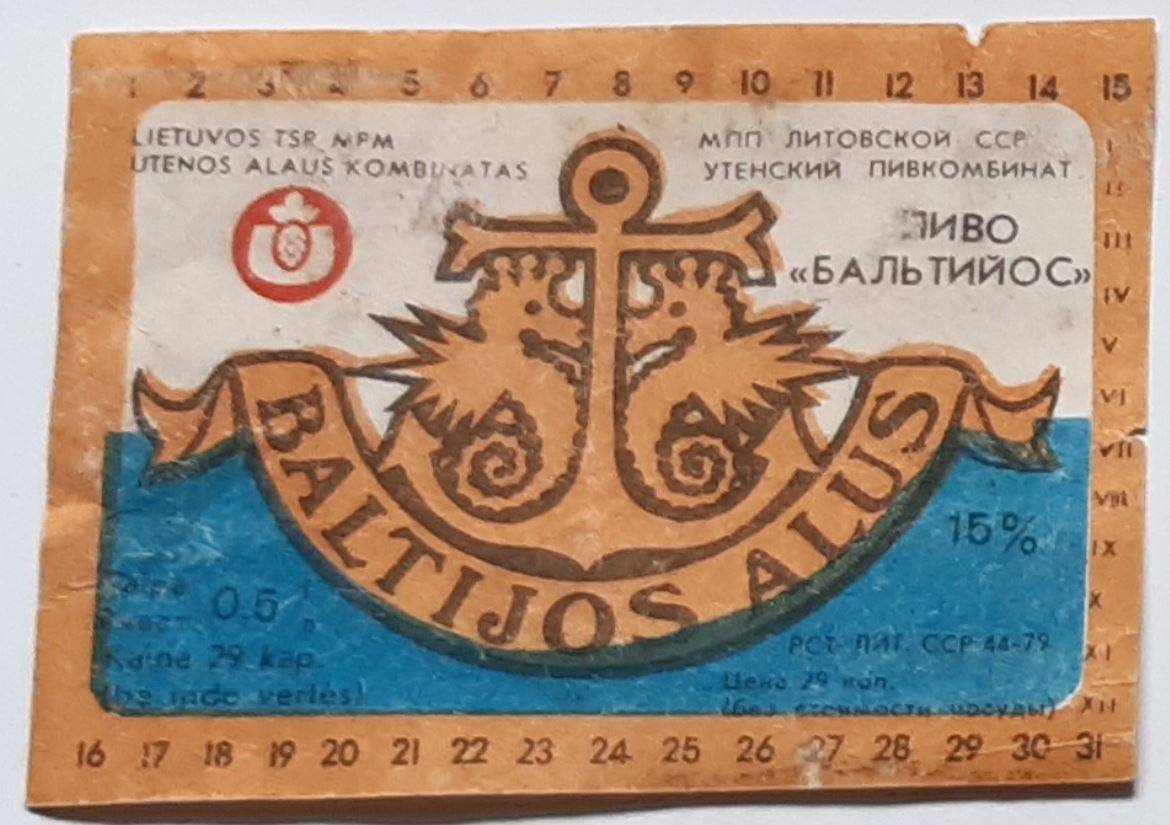 1 2 3 4 5 6 7 8 9 10 11 12 13 14 15
LIETUVOS TSR MPM
UTENOS ALAUS KOMBINATAS
МПП ЛИТОВСКОЙ ССР
УТЕНСКИЙ ПИВКОМБИНАТ
ПИВО
«БАЛЬТИЙОС»
I
II
III
IV
V
VI
VII
VIII
IX
X
XI
XII
BALTIJOS ALUS
15%
0,5
Kaina 29 kap.
(be indo vertės)
РСТ ЛИТ. ССР 44-79
Цена 29 коп.
(без стоимости посуды)
16 17 18 19 20 21 22 23 24 25 26 27 28 29 30 31